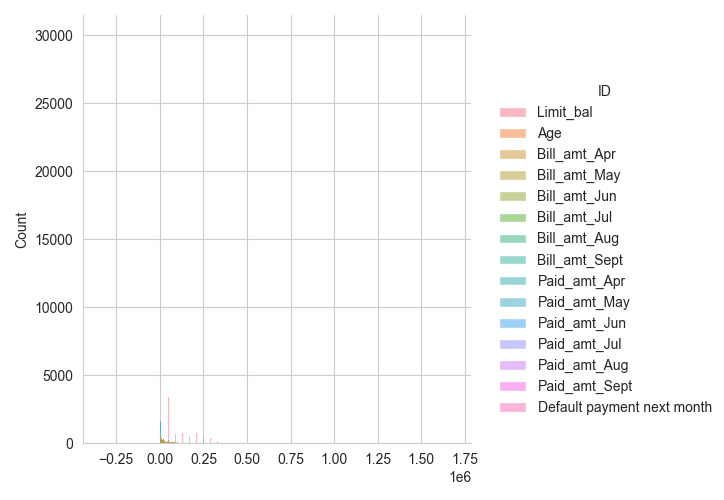 30000
25000
20000
15000
10000
5000
0
Count
−0.25 0.00 0.25 0.50 0.75 1.00 1.25 1.50 1.75
1e6
ID
Limit_bal
Age
Bill_amt_Apr
Bill_amt_May
Bill_amt_Jun
Bill_amt_Jul
Bill_amt_Aug
Bill_amt_Sept
Paid_amt_Apr
Paid_amt_May
Paid_amt_Jun
Paid_amt_Jul
Paid_amt_Aug
Paid_amt_Sept
Default payment next month